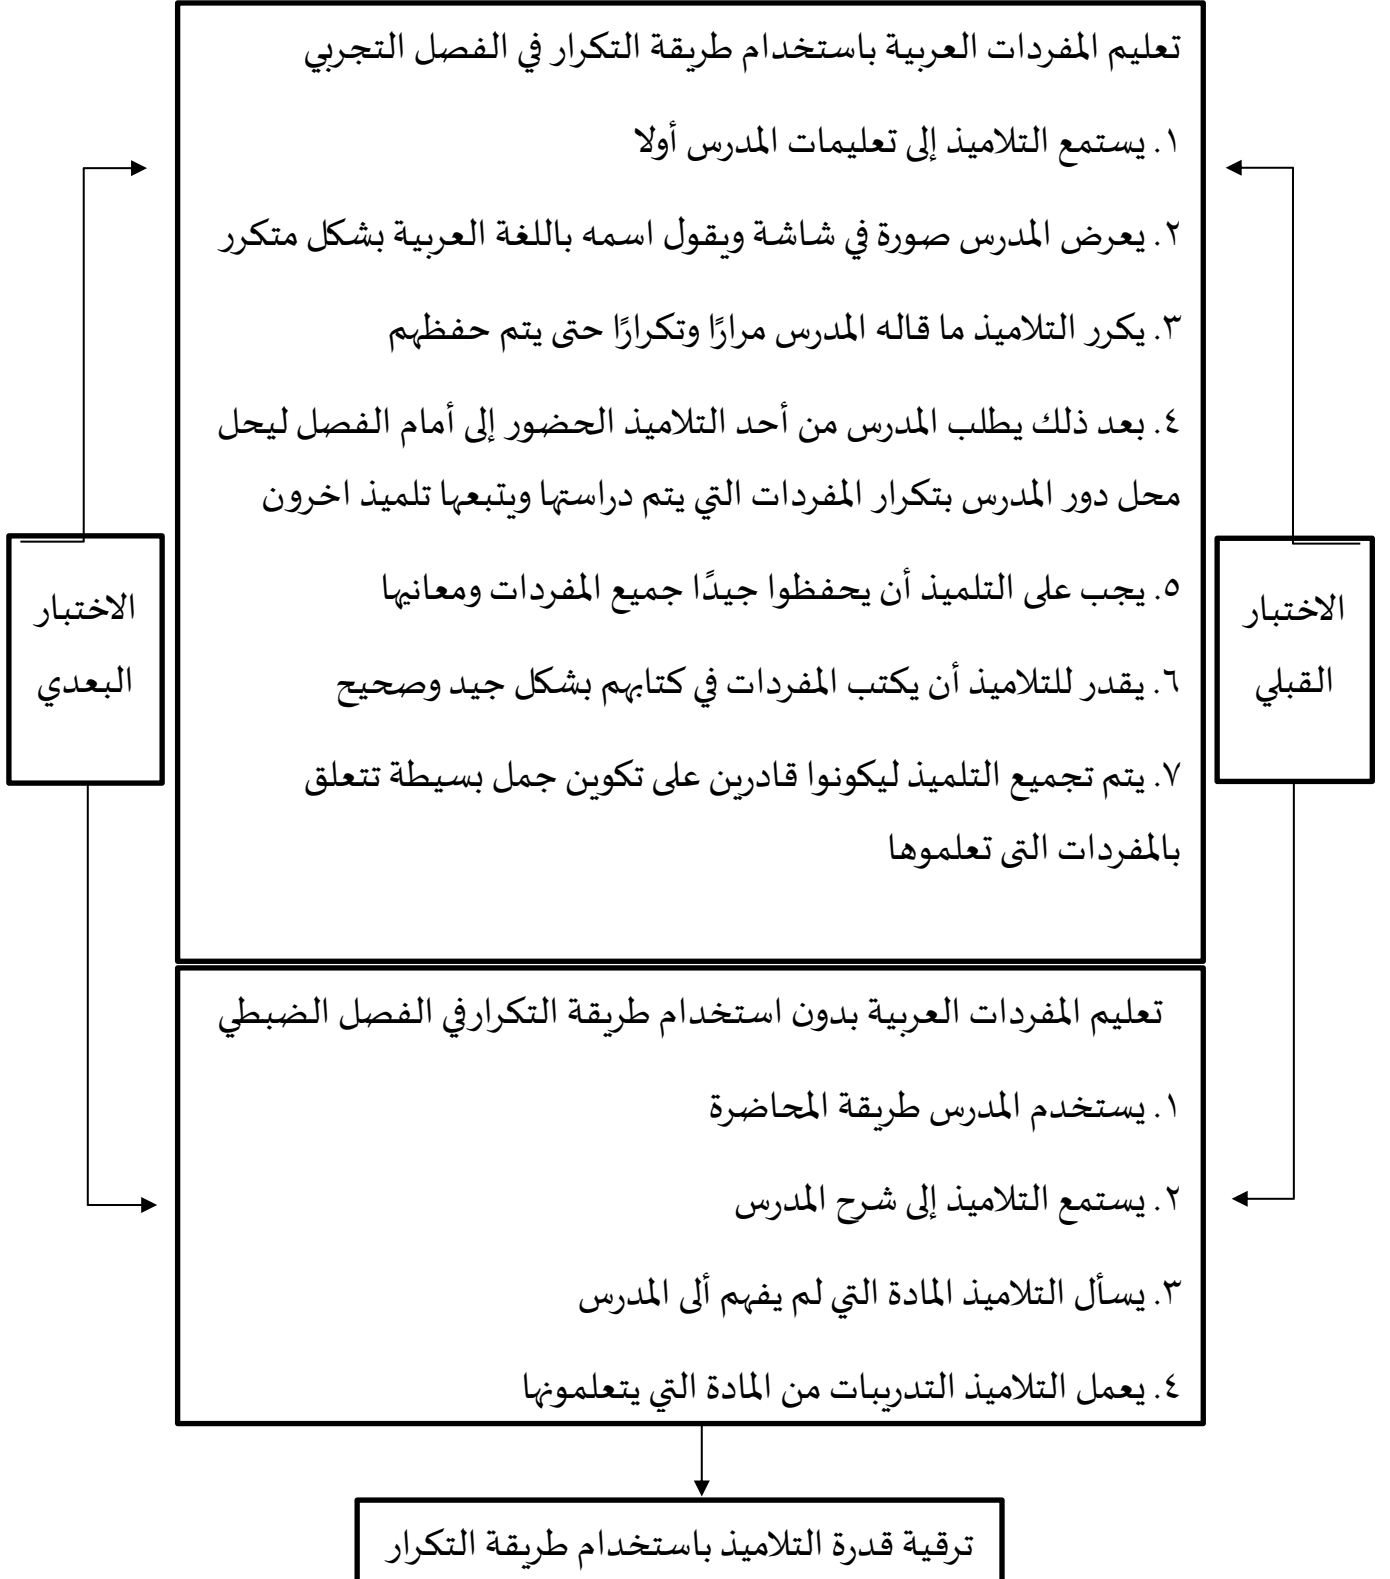 تعليم المفردات العربية باستخدام طريقة التكرار في الفصل التجربي
١. يستمع التلاميذ إلى تعليمات المدرس أولا
٢. يعرض المدرس صورة في شاشة ويقول اسمه باللغة العربية بشكل متكرر
٣. يكرر التلاميذ ما قاله المدرس مرارًا وتكرارًا حتى يتم حفظهم
٤. بعد ذلك يطلب المدرس من أحد التلاميذ الحضور إلى أمام الفصل ليحل
محل دور المدرس بتكرار المفردات التي يتم دراستها ويتبعها تلميذ اخرون
٥. يجب على التلميذ أن يحفظوا جيدًا جميع المفردات ومعانيها
٦. يقدر للتلاميذ أن يكتب المفردات في كتابهم بشكل جيد وصحيح
٧. يتم تجميع التلميذ ليكونوا قادرين على تكوين جمل بسيطة تتعلق
بالمفردات التى تعلموها
الاختبار
القبلي
الاختبار
البعدي
تعليم المفردات العربية بدون استخدام طريقة التكرارفي الفصل الضبطي
١. يستخدم المدرس طريقة المحاضرة
٢. يستمع التلاميذ إلى شرح المدرس
٣. يسأل التلاميذ المادة التي لم يفهم ألى المدرس
٤. يعمل التلاميذ التدريبات من المادة التي يتعلمونها
ترقية قدرة التلاميذ باستخدام طريقة التكرار